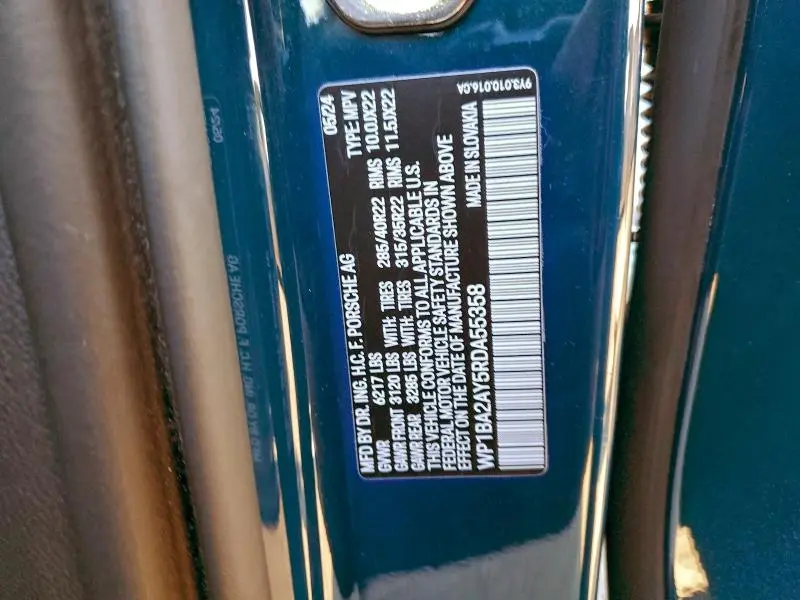 MFD BY DR. ING. H.C. F. PORSCHE AG 05/24
GVWR 6217 LBS TYPE: MPV
GAWR FRONT 3120 LBS WITH: TIRES 285/40R22 RIMS 10.0JX22
GAWR REAR 3285 LBS WITH: TIRES 315/35R22 RIMS 11.5JX22
THIS VEHICLE CONFORMS TO ALL APPLICABLE U.S.
FEDERAL MOTOR VEHICLE SAFETY STANDARDS IN
EFFECT ON THE DATE OF MANUFACTURE SHOWN ABOVE
WP1BA2AY5RDA55358 MADE IN SLOVAKIA
9Y3.010.016.CA